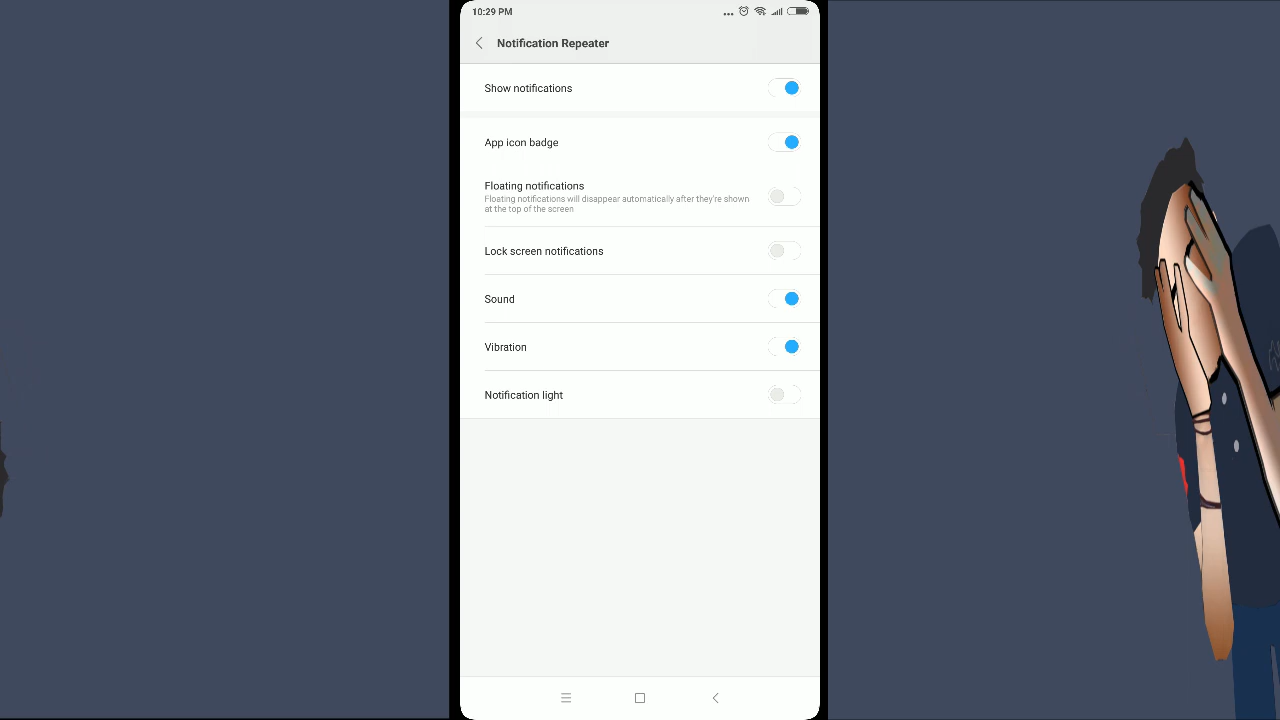 10:29 PM
Notification Repeater
Show notifications
App icon badge
Floating notifications
Floating notifications will disappear automatically after they're shown
at the top of the screen
Lock screen notifications
Sound
Vibration
Notification light